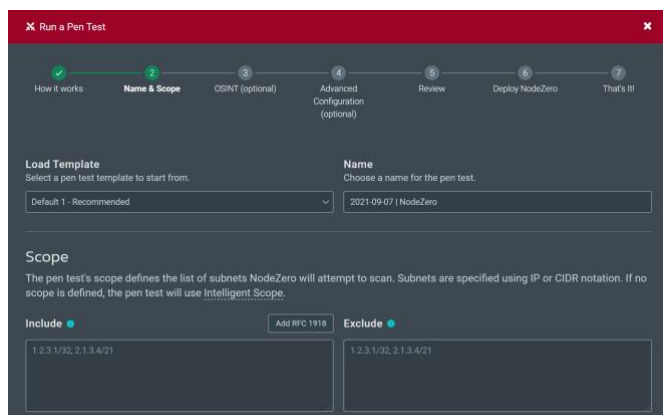 Run a Pen Test
2
3
4
5
6
7
How it works
Name & Scope
OSINT (optional)
Advanced
Configuration
(optional)
Review
Deploy NodeZero
That's It!
Load Template
Select a pen test template to start from.
Default 1 - Recommended
Name
Choose a name for the pen test.
2021-09-07 | NodeZero
Scope
The pen test's scope defines the list of subnets NodeZero will attempt to scan. Subnets are specified using IP or CIDR notation. If no
scope is defined, the pen test will use Intelligent Scope.
Include
Add RFC 1918
1.2.3.1/32, 2.1.3.4/21
Exclude
1.2.3.1/32, 2.1.3.4/21